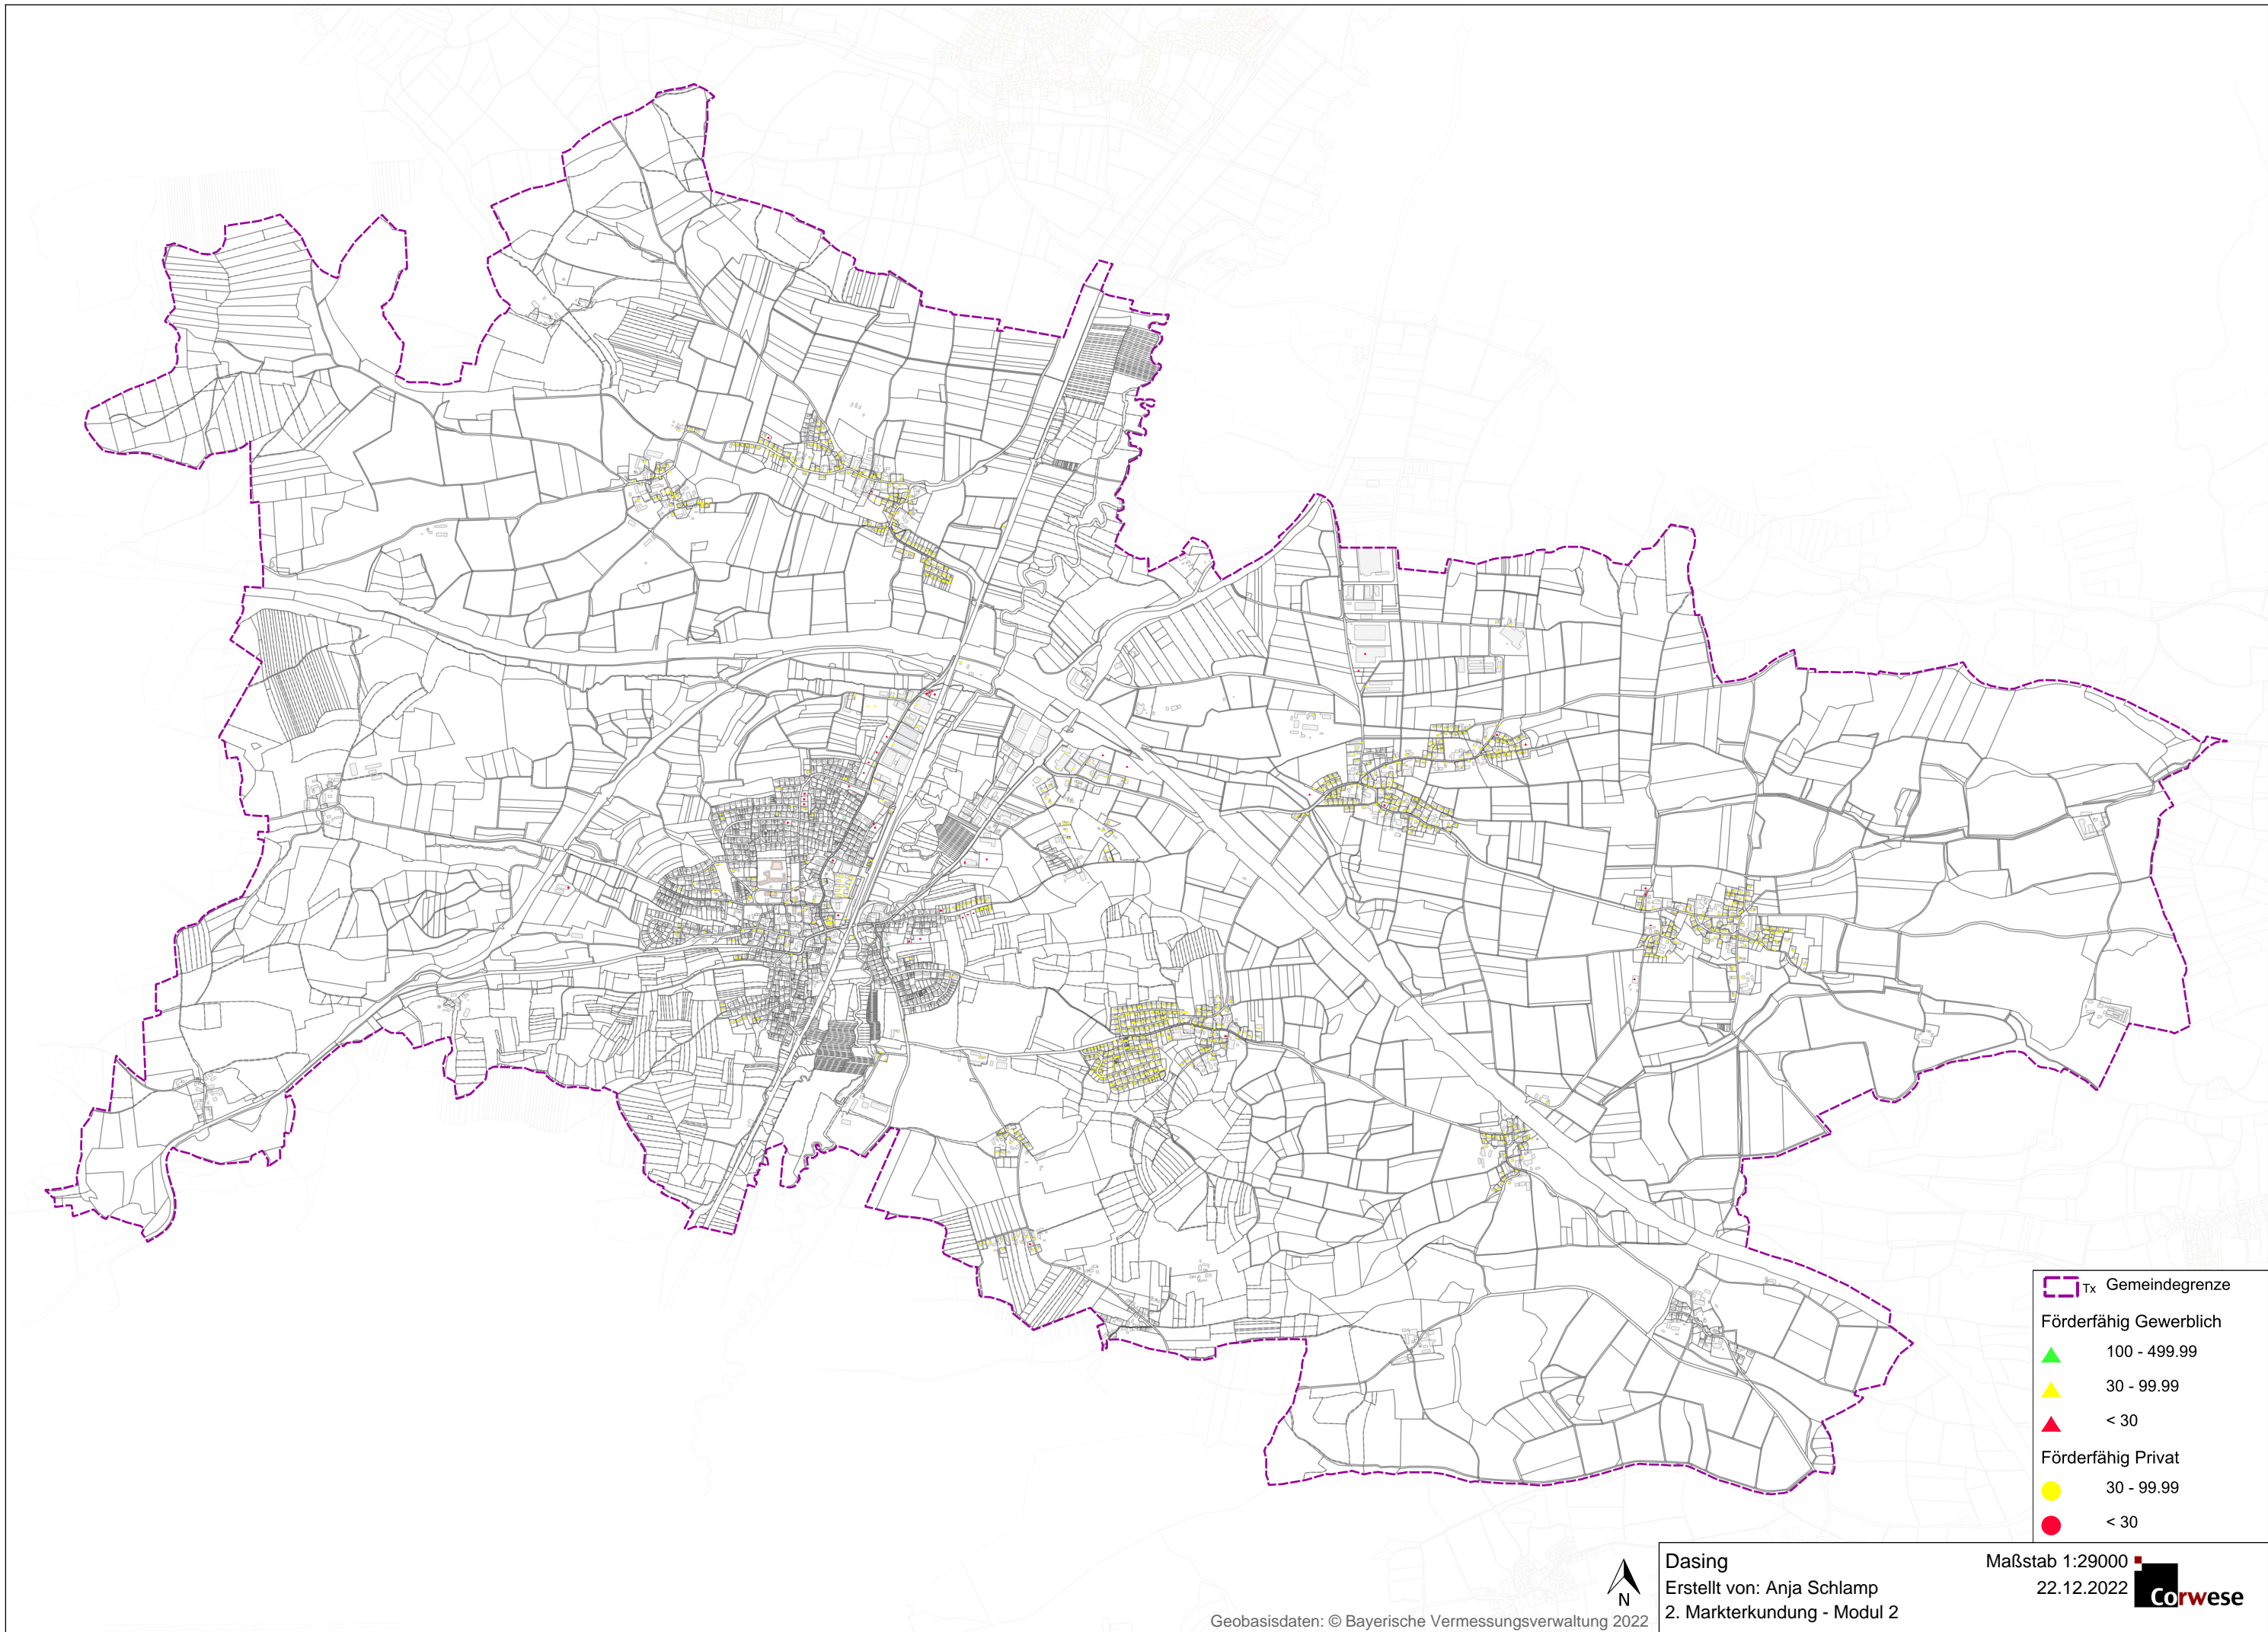 Tx Gemeindegrenze
Förderfähig Gewerblich
100 - 499.99
30 - 99.99
< 30
Förderfähig Privat
30 - 99.99
< 30
N
Geobasisdaten: © Bayerische Vermessungsverwaltung 2022
Dasing
Erstellt von: Anja Schlamp
2. Markterkundung - Modul 2
Maßstab 1:29000
22.12.2022
Corwese